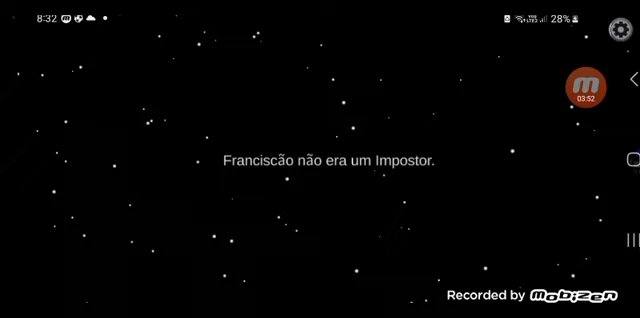 8:32
28%
03:52
Franciscão não era um Impostor.
Recorded by mobizen